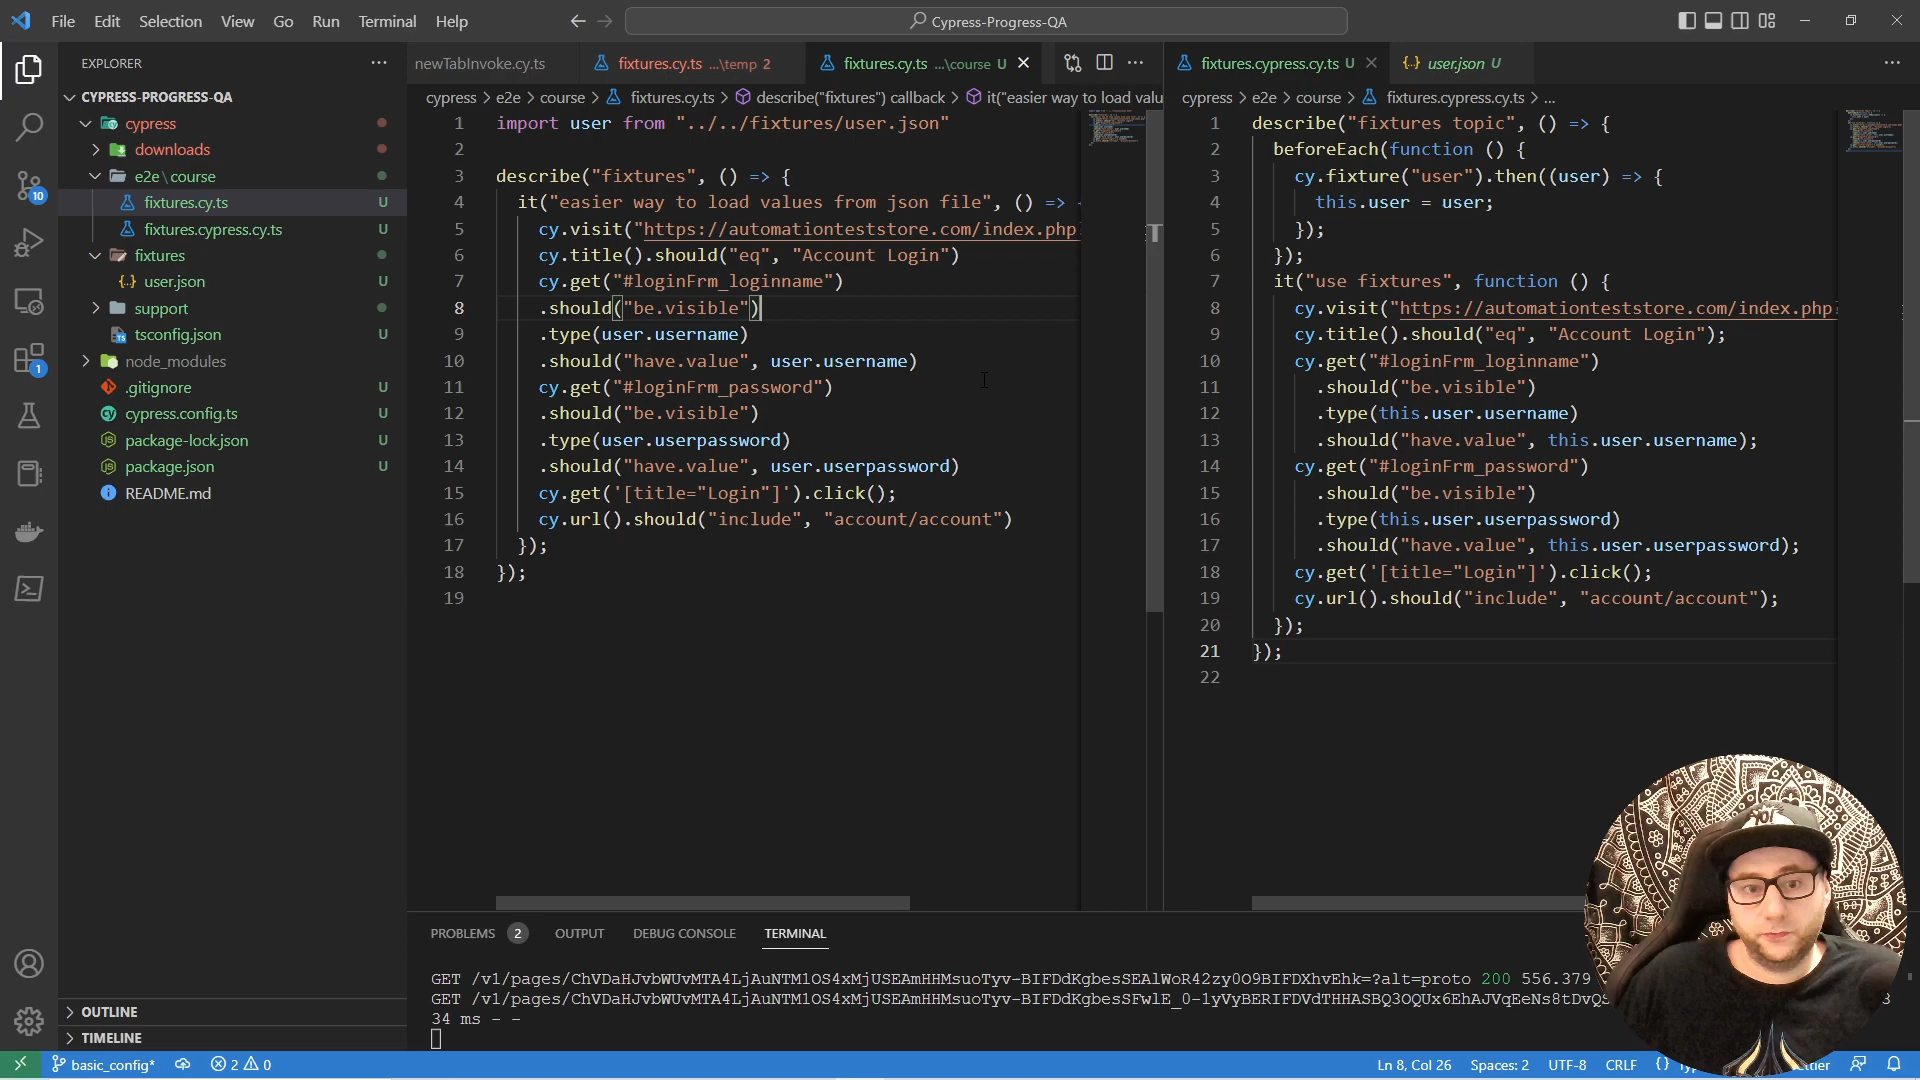 File Edit Selection View Go Run Terminal Help
Cypress-Progress-QA
EXPLORER
CYPRESS-PROGRESS-QA
cypress
downloads
e2e\course
fixtures.cy.ts U
fixtures.cypress.cy.ts U
fixtures
user.json U
support
tsconfig.json U
node_modules
.gitignore U
cypress.config.ts U
package-lock.json U
package.json U
README.md
10
1
OUTLINE
TIMELINE
newTabInvoke.cy.ts
fixtures.cy.ts ...\temp 2
fixtures.cy.ts ...\course U
cypress > e2e > course > fixtures.cy.ts > describe("fixtures") callback > it("easier way to load valu
1 import user from "../../fixtures/user.json"
2
3 describe("fixtures", () => {
4 it("easier way to load values from json file", () => {
5 cy.visit("https://automationteststore.com/index.php?
6 cy.title().should("eq", "Account Login")
7 cy.get("#loginFrm_loginname")
8 .should("be.visible")
9 .type(user.username)
10 .should("have.value", user.username)
11 cy.get("#loginFrm_password")
12 .should("be.visible")
13 .type(user.userpassword)
14 .should("have.value", user.userpassword)
15 cy.get('[title="Login"]').click();
16 cy.url().should("include", "account/account")
17 });
18 });
19
fixtures.cypress.cy.ts U
user.json U
cypress > e2e > course > fixtures.cypress.cy.ts > ...
1 describe("fixtures topic", () => {
2 beforeEach(function () {
3 cy.fixture("user").then((user) => {
4 this.user = user;
5 });
6 });
7 it("use fixtures", function () {
8 cy.visit("https://automationteststore.com/index.php?
9 cy.title().should("eq", "Account Login");
10 cy.get("#loginFrm_loginname")
11 .should("be.visible")
12 .type(this.user.username)
13 .should("have.value", this.user.username);
14 cy.get("#loginFrm_password")
15 .should("be.visible")
16 .type(this.user.userpassword)
17 .should("have.value", this.user.userpassword);
18 cy.get('[title="Login"]').click();
19 cy.url().should("include", "account/account");
20 });
21 });
22
YO!
PROBLEMS 2 OUTPUT DEBUG CONSOLE TERMINAL
GET /v1/pages/ChVDaHJvbWUvMTA4LjAuNTM1OS4xMjUSEAmHHMsuoTyv-BIFDdKgbesSEAlWoR42zy0O9BIFDXhvEhk=?alt=proto 200 556.379
34 ms - -
basic_config* 2 0
Ln 8, Col 26 Spaces: 2 UTF-8 CRLF {}